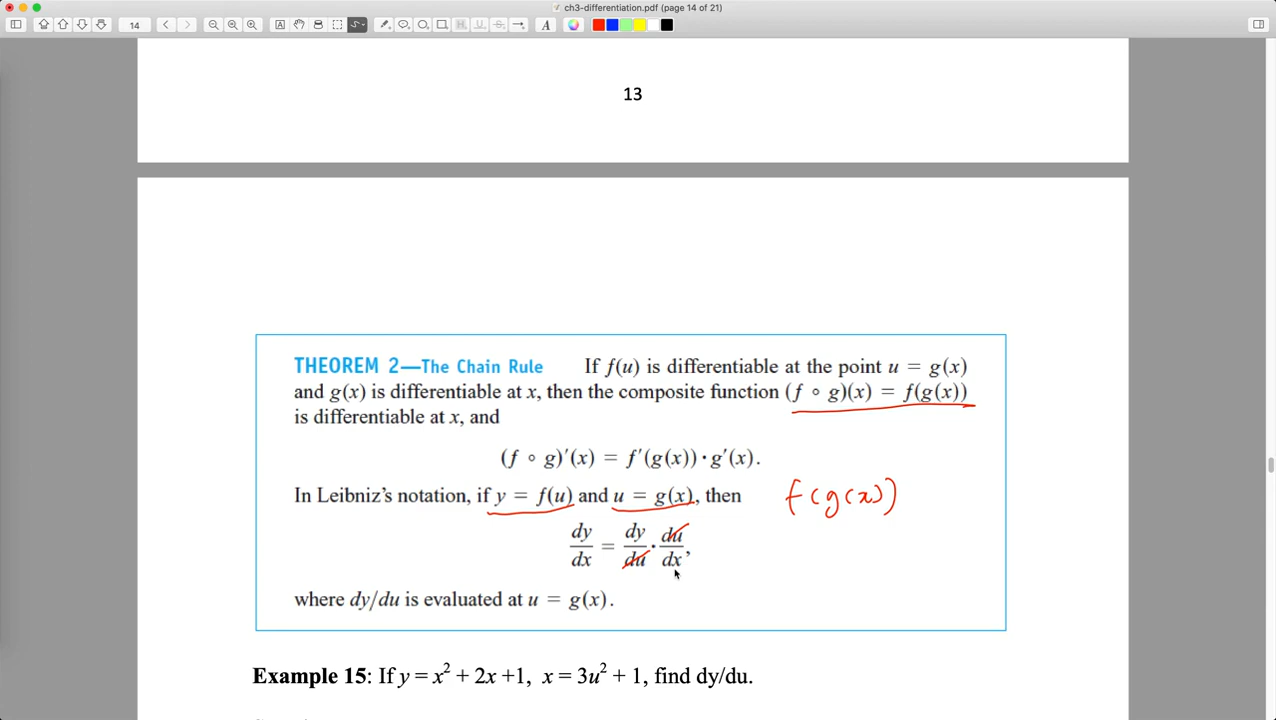 ch3-differentiation.pdf (page 14 of 21)
14
A
A
13
THEOREM 2—The Chain Rule If f(u) is differentiable at the point u = g(x)
and g(x) is differentiable at x, then the composite function (f ∘ g)(x) = f(g(x))
is differentiable at x, and
(f ∘ g)′(x) = f′(g(x)) · g′(x).
In Leibniz's notation, if y = f(u) and u = g(x), then f(g(x))
dy/dx = dy/du · du/dx,
where dy/du is evaluated at u = g(x).
Example 15: If y = x² + 2x +1, x = 3u² + 1, find dy/du.